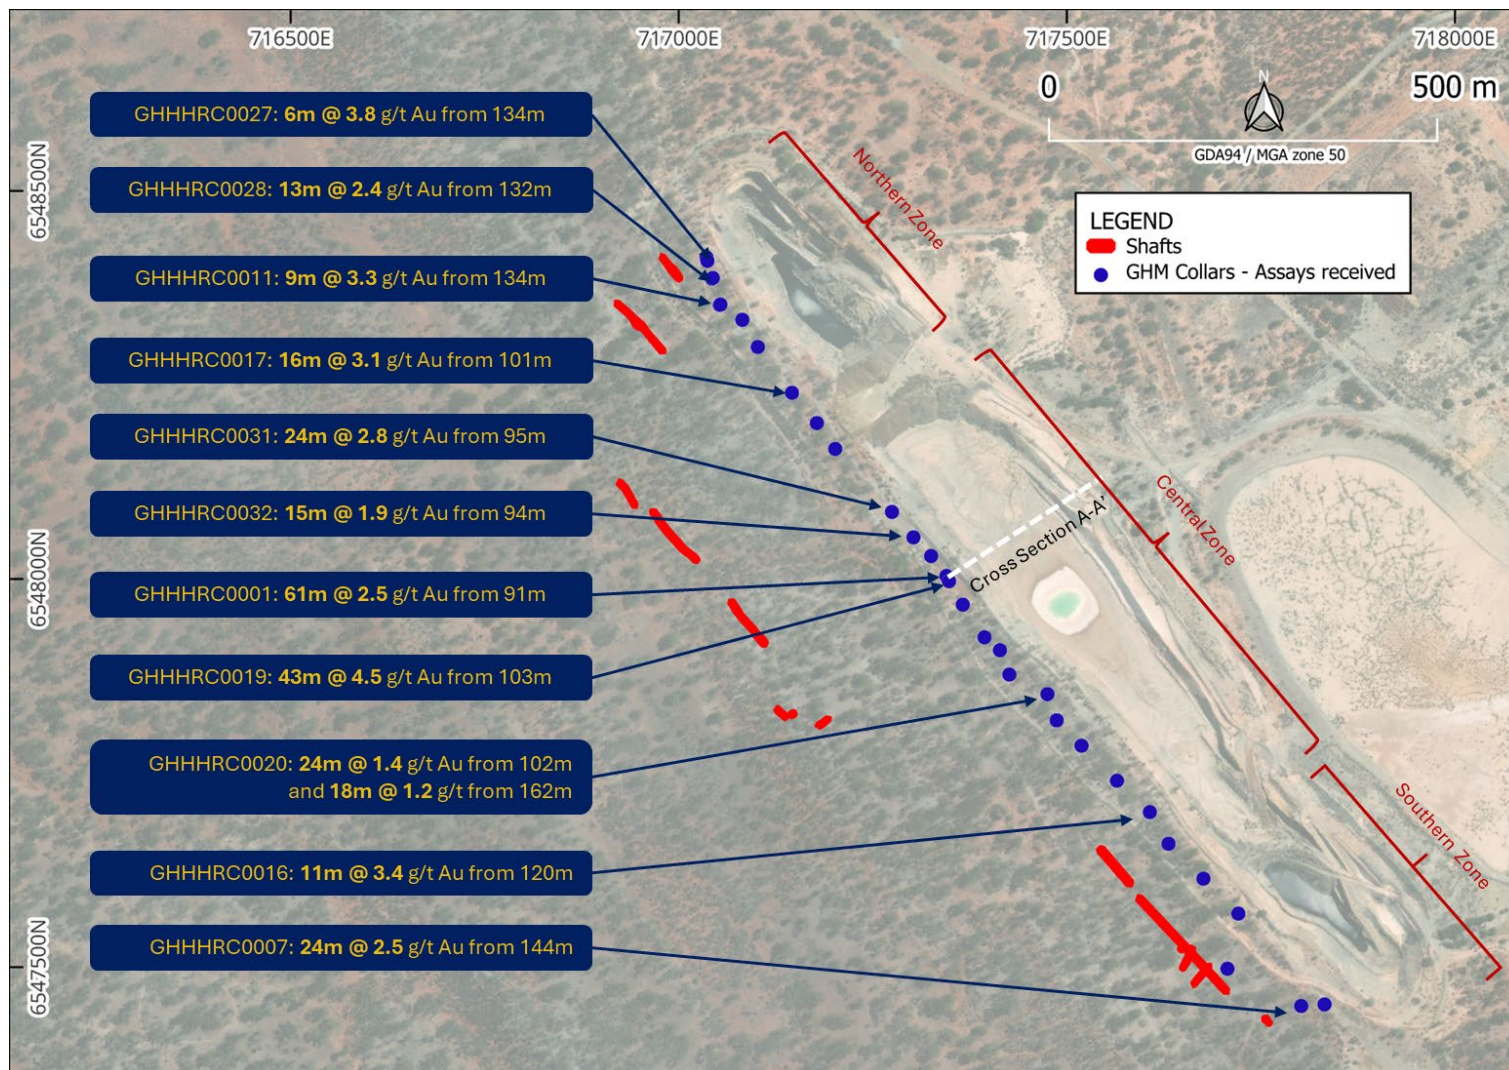 716500E
717000E
717500E
718000E
6548500N
6548000N
6547500N
0
500 m
N
GDA94 / MGA zone 50
LEGEND
Shafts
GHM Collars - Assays received
GHHHRC0027: 6m @ 3.8 g/t Au from 134m
GHHHRC0028: 13m @ 2.4 g/t Au from 132m
GHHHRC0011: 9m @ 3.3 g/t Au from 134m
GHHHRC0017: 16m @ 3.1 g/t Au from 101m
GHHHRC0031: 24m @ 2.8 g/t Au from 95m
GHHHRC0032: 15m @ 1.9 g/t Au from 94m
GHHHRC0001: 61m @ 2.5 g/t Au from 91m
GHHHRC0019: 43m @ 4.5 g/t Au from 103m
GHHHRC0020: 24m @ 1.4 g/t Au from 102m
and 18m @ 1.2 g/t from 162m
GHHHRC0016: 11m @ 3.4 g/t Au from 120m
GHHHRC0007: 24m @ 2.5 g/t Au from 144m
Northern Zone
Central Zone
Cross Section A-A'
Southern Zone